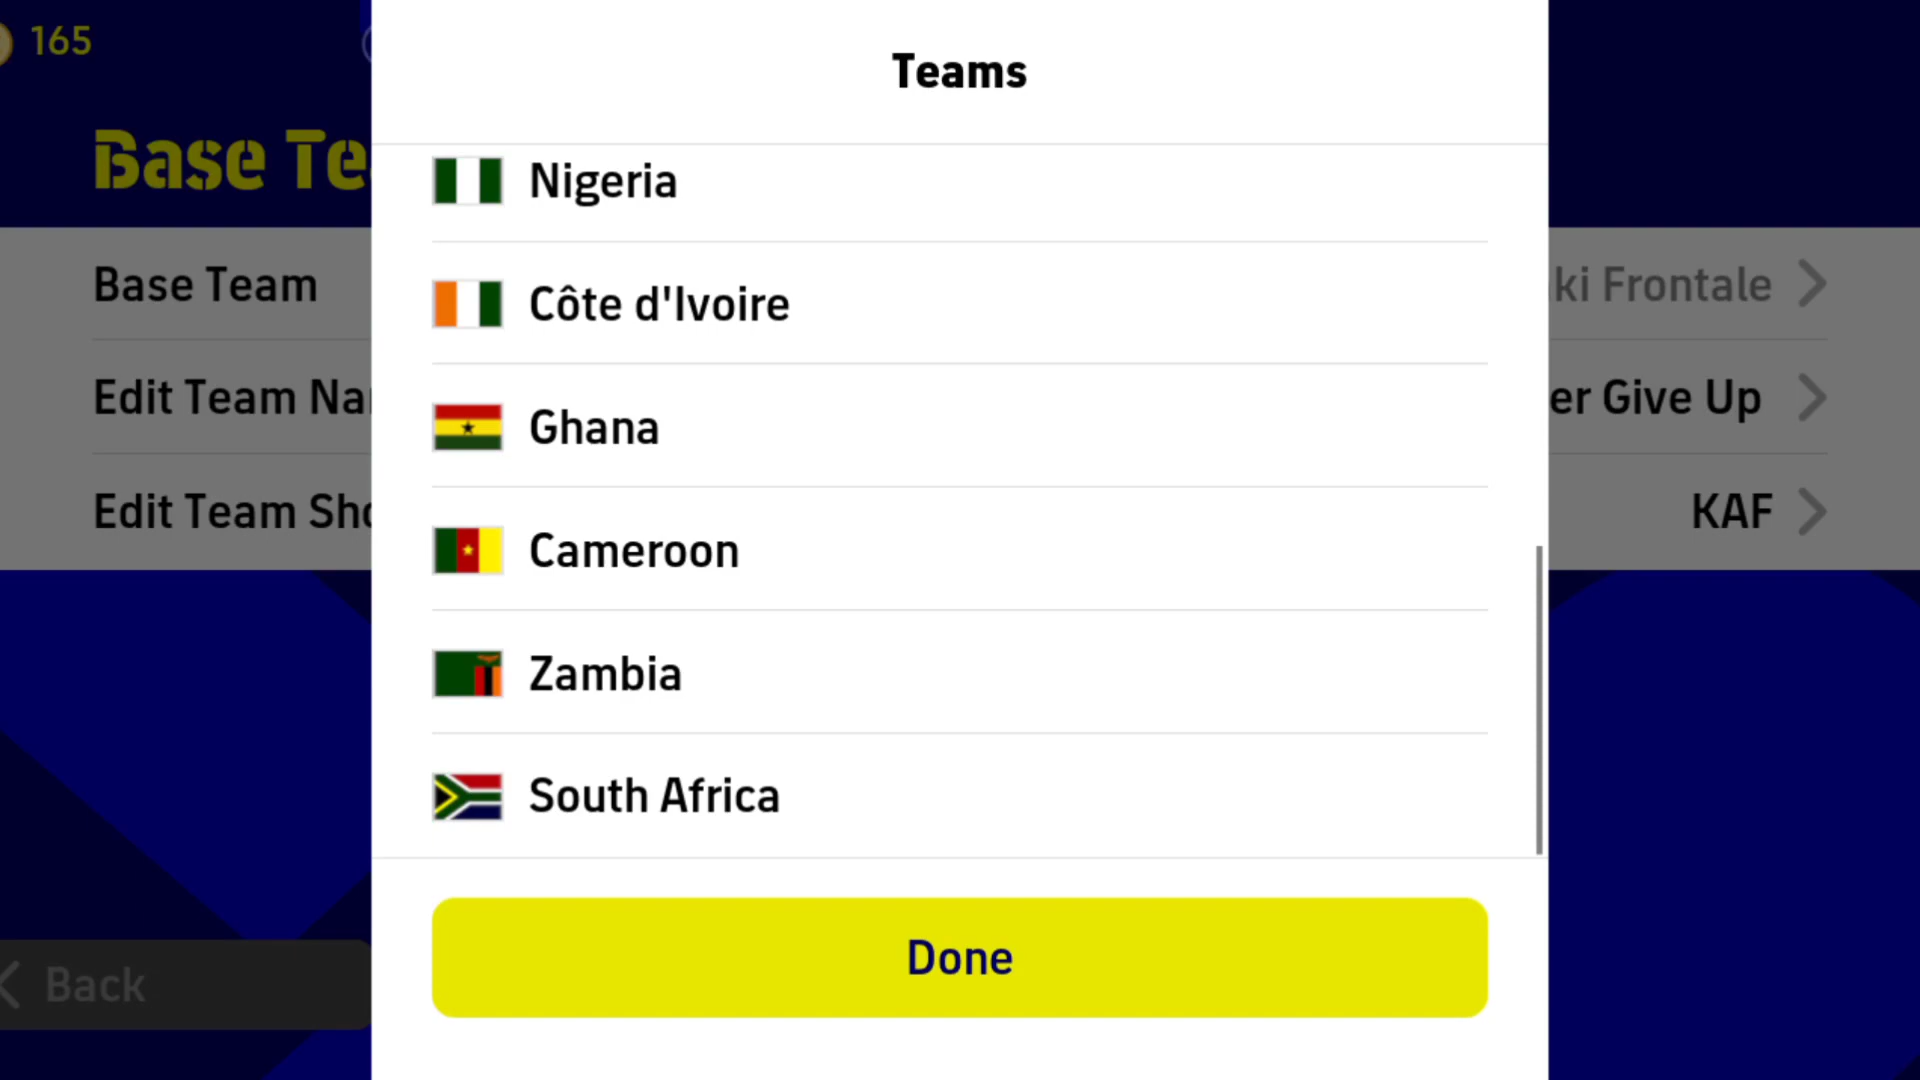 165
Teams
Base Te
Nigeria
Base Team
ki Frontale
Côte d'Ivoire
Edit Team Na
er Give Up
Ghana
Edit Team Sho
KAF
Cameroon
Zambia
South Africa
Done
Back